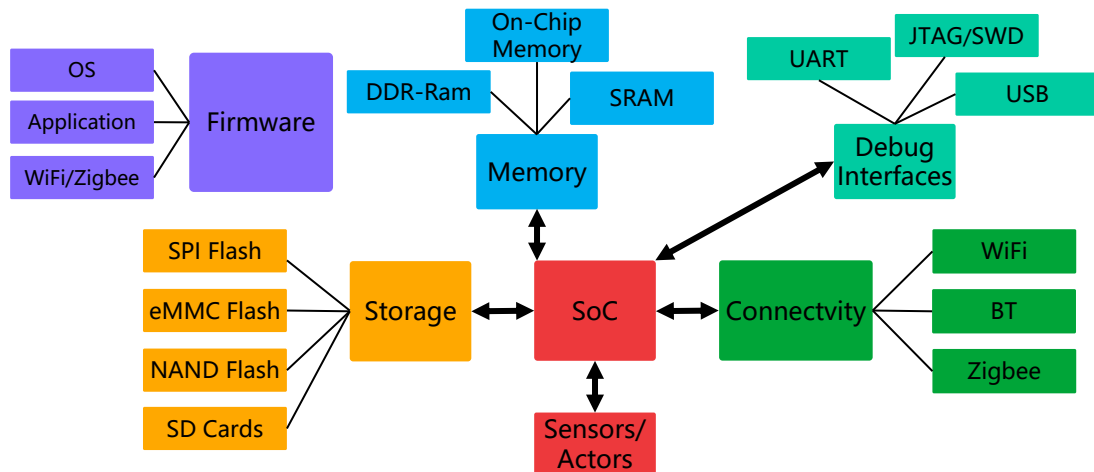 OS
Application
WiFi/Zigbee
Firmware
On-Chip
Memory
DDR-Ram
SRAM
Memory
UART
JTAG/SWD
USB
Debug
Interfaces
SPI Flash
eMMC Flash
NAND Flash
SD Cards
Storage
SoC
Connectvity
WiFi
BT
Zigbee
Sensors/
Actors